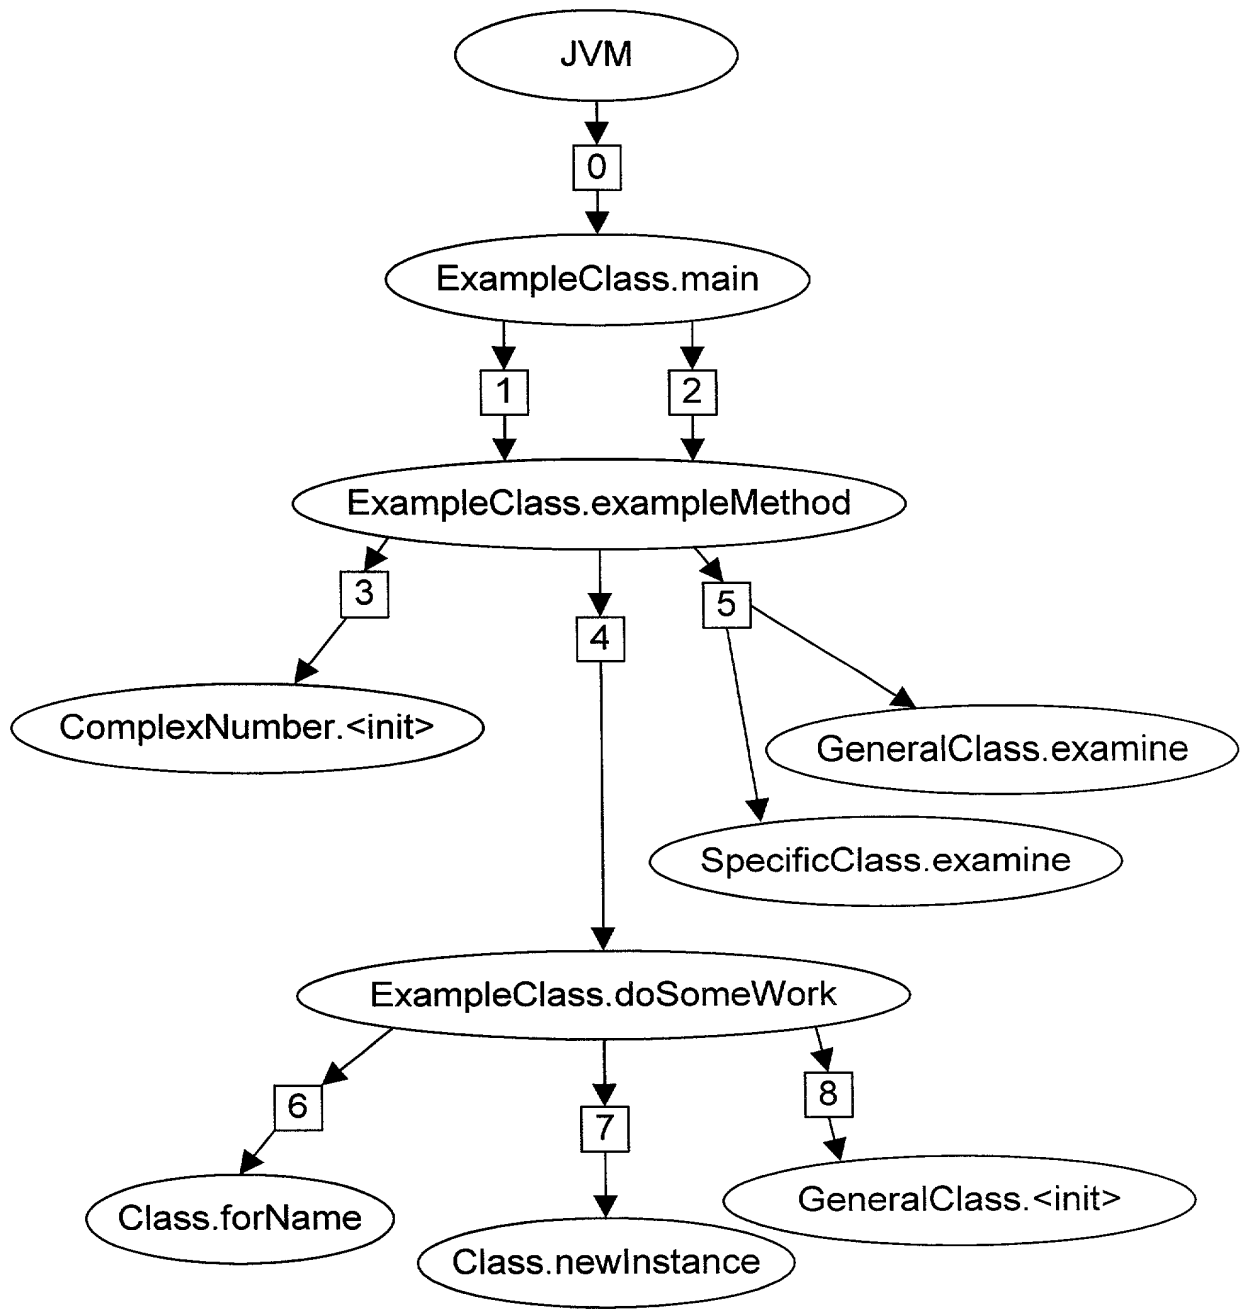 JVM
0
ExampleClass.main
1
2
ExampleClass.exampleMethod
3
4
5
ComplexNumber.<init>
GeneralClass.examine
SpecificClass.examine
ExampleClass.doSomeWork
6
7
8
Class.forName
Class.newInstance
GeneralClass.<init>